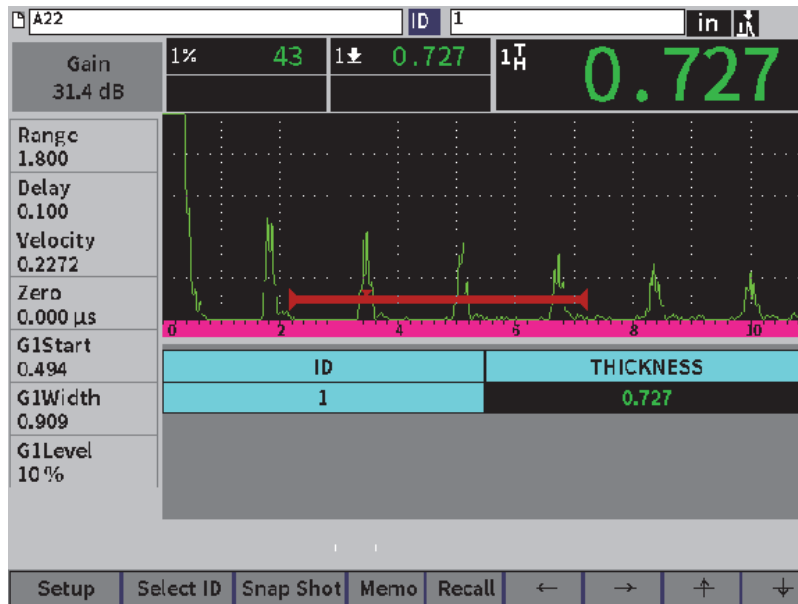 A22 ID 1 in
Gain
31.4 dB
1% 43
1 0.727
1TH 0.727
Range
1.800
Delay
0.100
Velocity
0.2272
Zero
0.000 µs
G1Start
0.494
G1Width
0.909
G1Level
10 %
0 2 4 6 8 10
ID THICKNESS
1 0.727
Setup Select ID Snap Shot Memo Recall ← → ↑ ↓